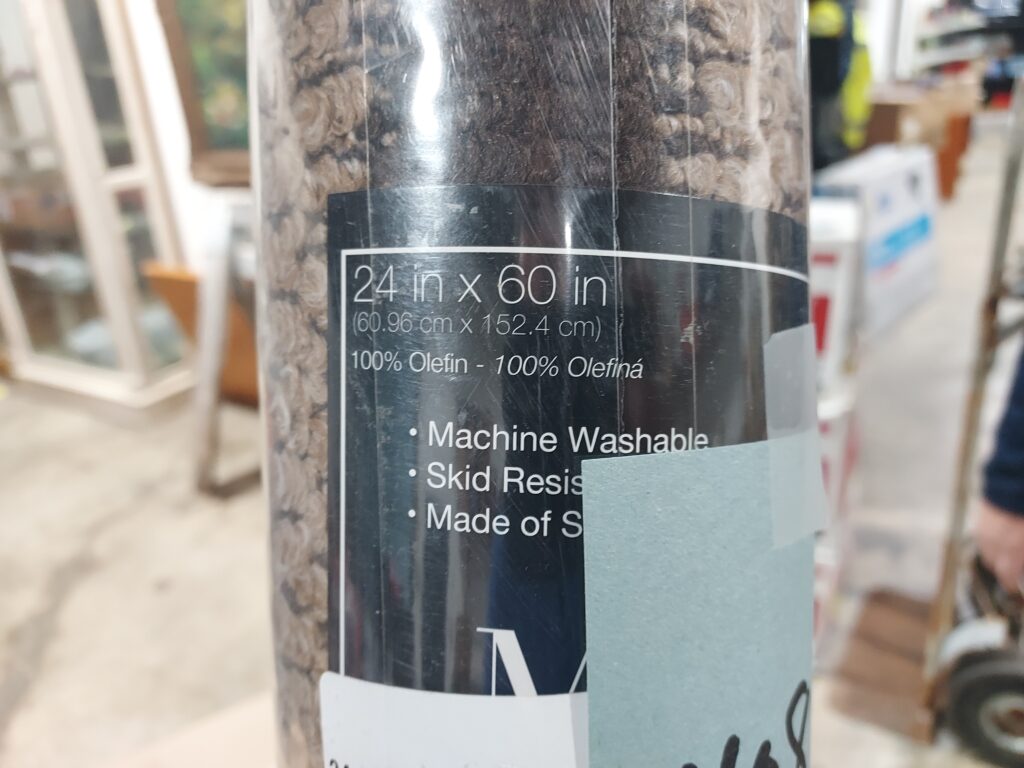 24 in x 60 in
(60.96 cm x 152.4 cm)
100% Olefin - 100% Olefiná
• Machine Washable
• Skid Resis
• Made of S
M